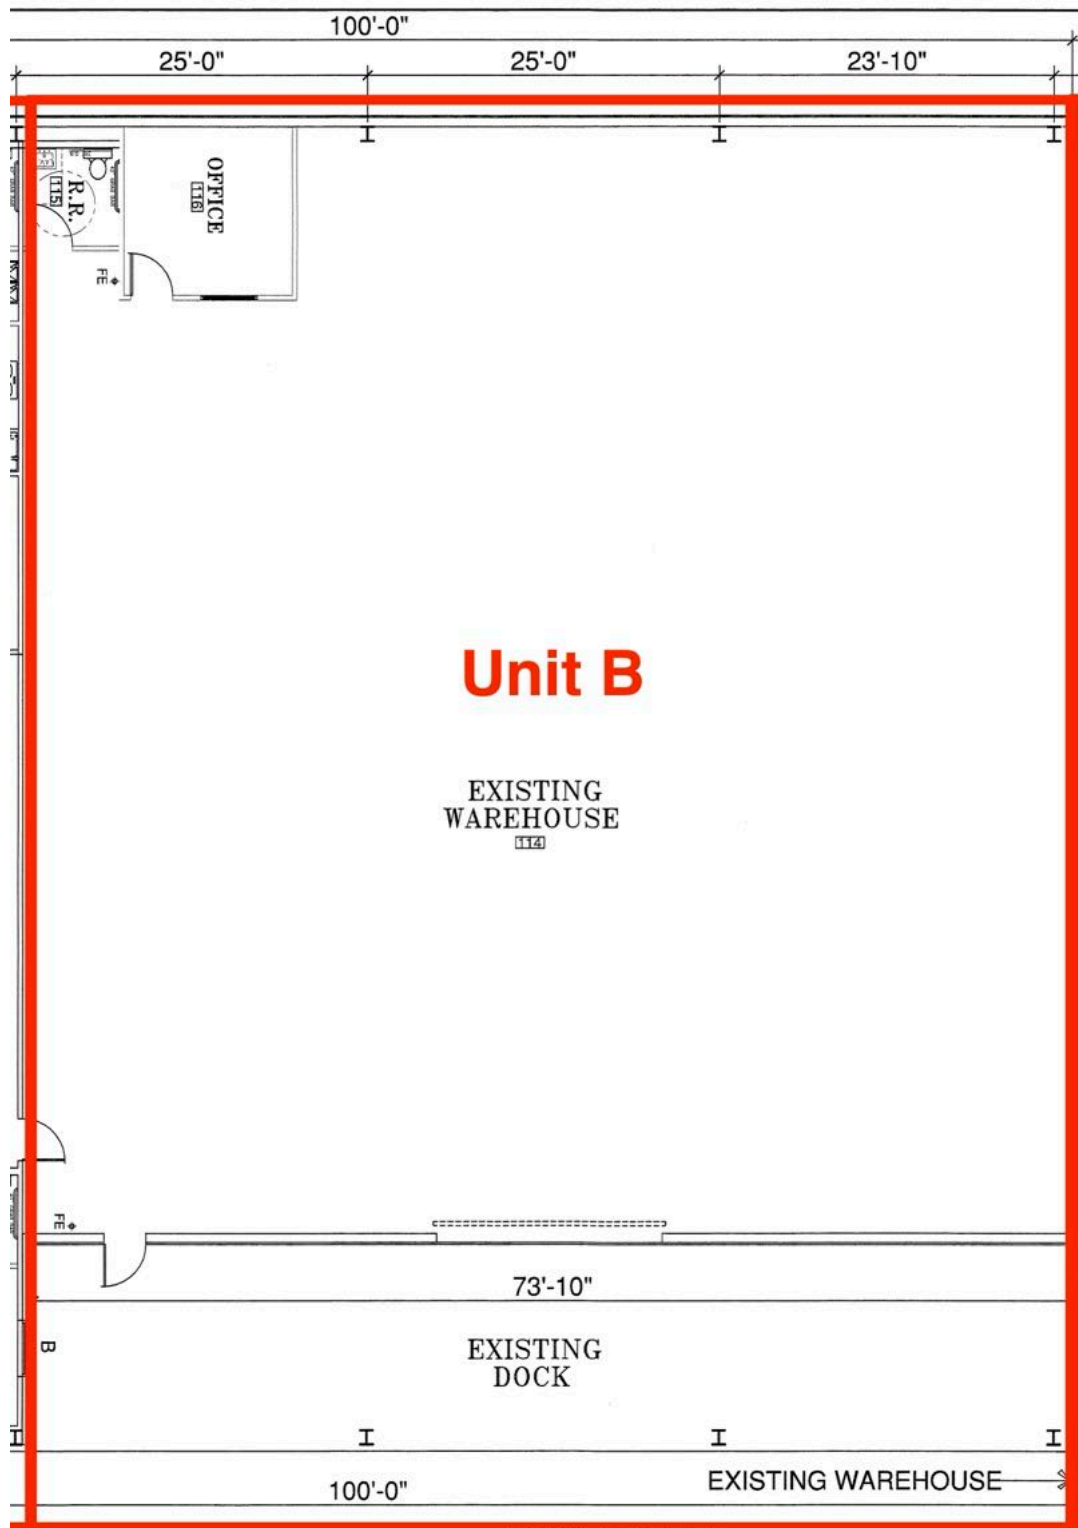 100'-0"
25'-0"
25'-0"
23'-10"
OFFICE
116
R.R.
115
FE
Unit B
EXISTING
WAREHOUSE
114
FE
73'-10"
B
EXISTING
DOCK
EXISTING WAREHOUSE
100'-0"